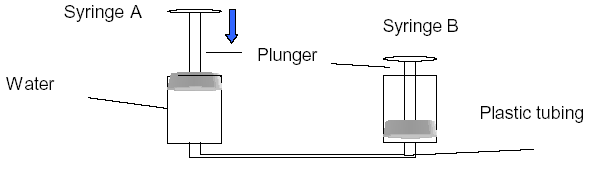 Syringe A
Syringe B
Plunger
Water
Plastic tubing